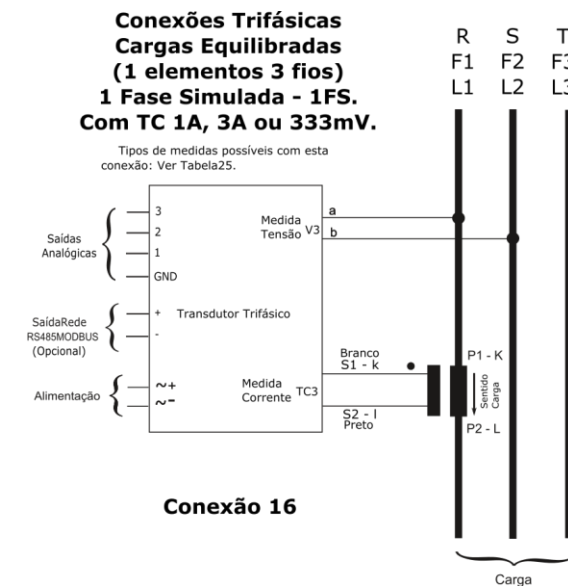 Conexões Trifásicas
Cargas Equilibradas
(1 elementos 3 fios)
1 Fase Simulada - 1FS.
Com TC 1A, 3A ou 333mV.
Tipos de medidas possíveis com esta
conexão: Ver Tabela25.
R S T
F1 F2 F3
L1 L2 L3
3
2
1
GND
Saídas
Analógicas
Medida
Tensão V3
a
b
SaídaRede
RS485MODBUS
(Opcional)
+
-
Transdutor Trifásico
Alimentação
~+
~-
Medida
Corrente TC3
Branco
S1 - k
S2 - l
Preto
P1 - K
Sentido
Carga
P2 - L
Conexão 16
Carga